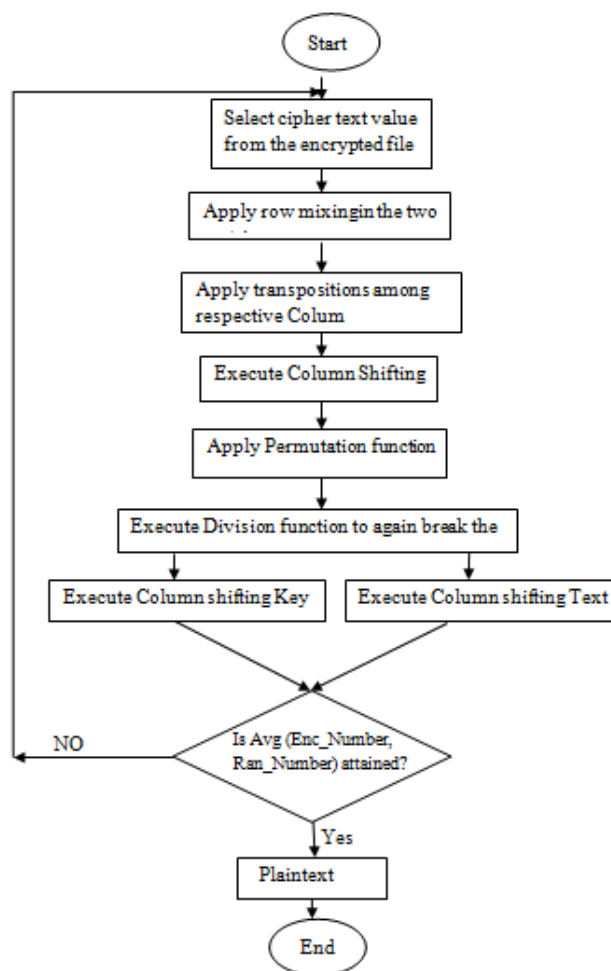 Start
Select cipher text value
from the encrypted file
Apply row mixingin the two
Apply transpositions among
respective Colum
Execute Column Shifting
Apply Permutation function
Execute Division function to again break the
Execute Column shifting Key
Execute Column shifting Text
Is Avg (Enc_Number,
Ran_Number) attained?
NO
Yes
Plaintext
End